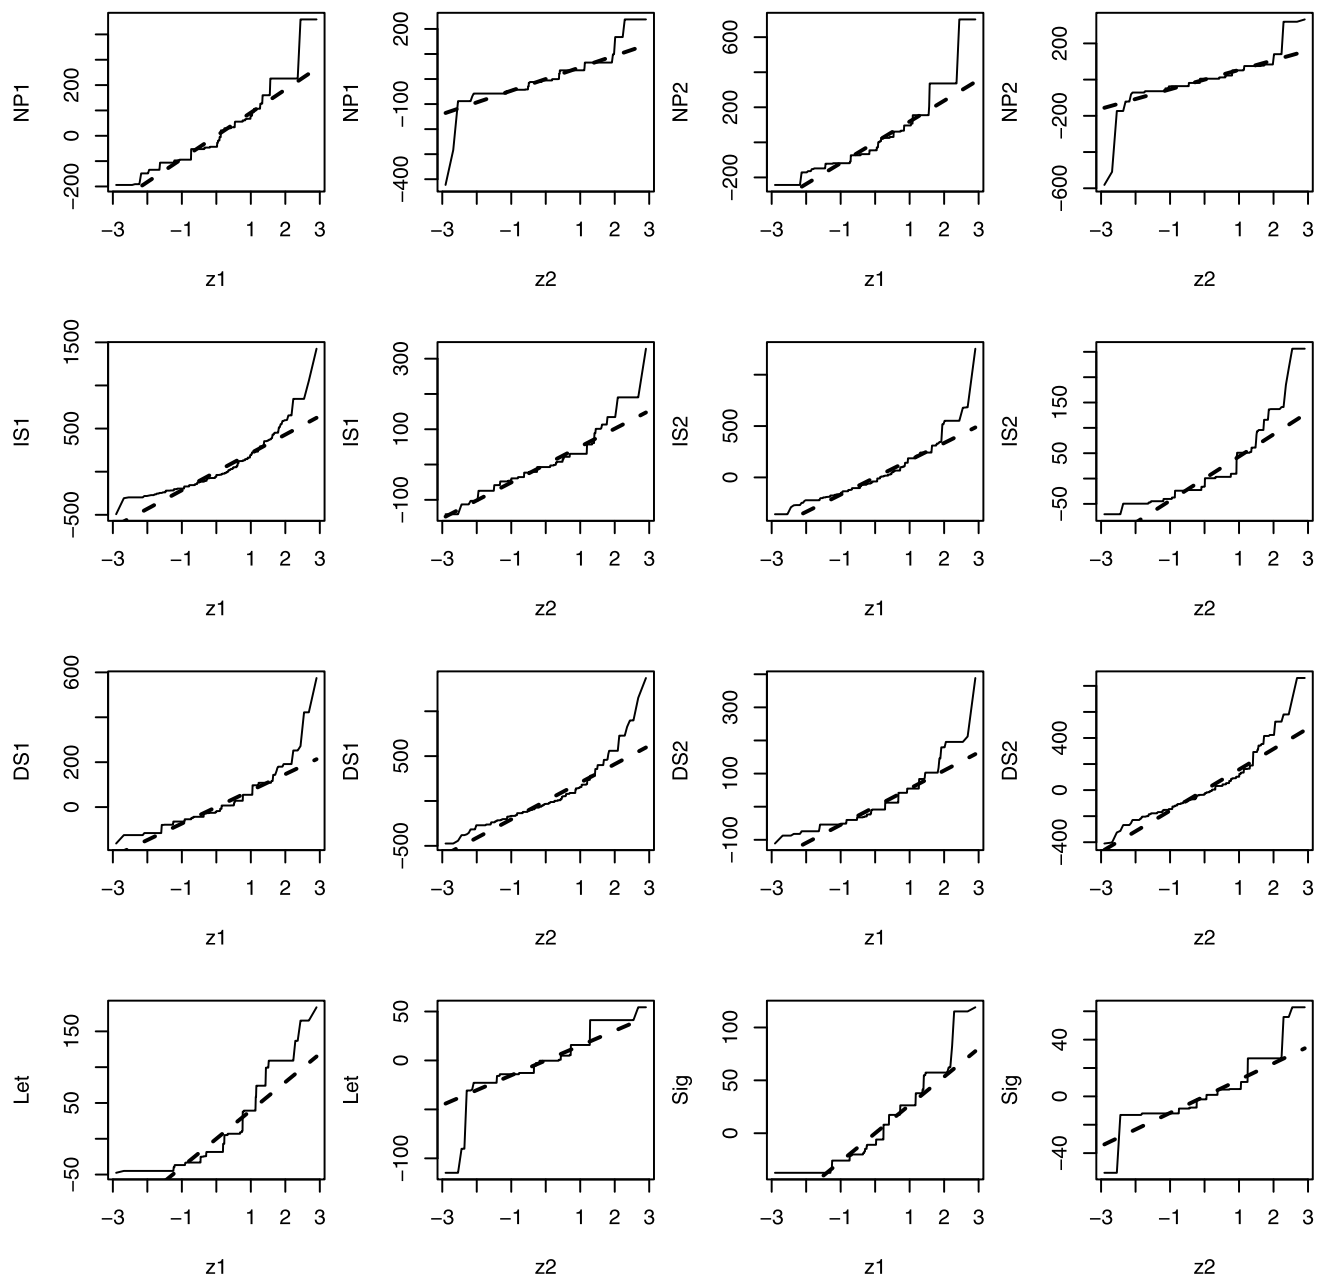 NP1 −200 0 200 −3 −1 1 2 3 z1
NP1 −400 −100 200 −3 −1 1 2 3 z2
NP2 −200 200 600 −3 −1 1 2 3 z1
NP2 −600 −200 200 −3 −1 1 2 3 z2
IS1 −500 500 1500 −3 −1 1 2 3 z1
IS1 −100 100 300 −3 −1 1 2 3 z2
IS2 0 500 −3 −1 1 2 3 z1
IS2 −50 50 150 −3 −1 1 2 3 z2
DS1 0 200 600 −3 −1 1 2 3 z1
DS1 −500 500 −3 −1 1 2 3 z2
DS2 −100 100 300 −3 −1 1 2 3 z1
DS2 −400 0 400 −3 −1 1 2 3 z2
Let −50 50 150 −3 −1 1 2 3 z1
Let −100 0 50 −3 −1 1 2 3 z2
Sig 0 50 100 −3 −1 1 2 3 z1
Sig −40 0 40 −3 −1 1 2 3 z2